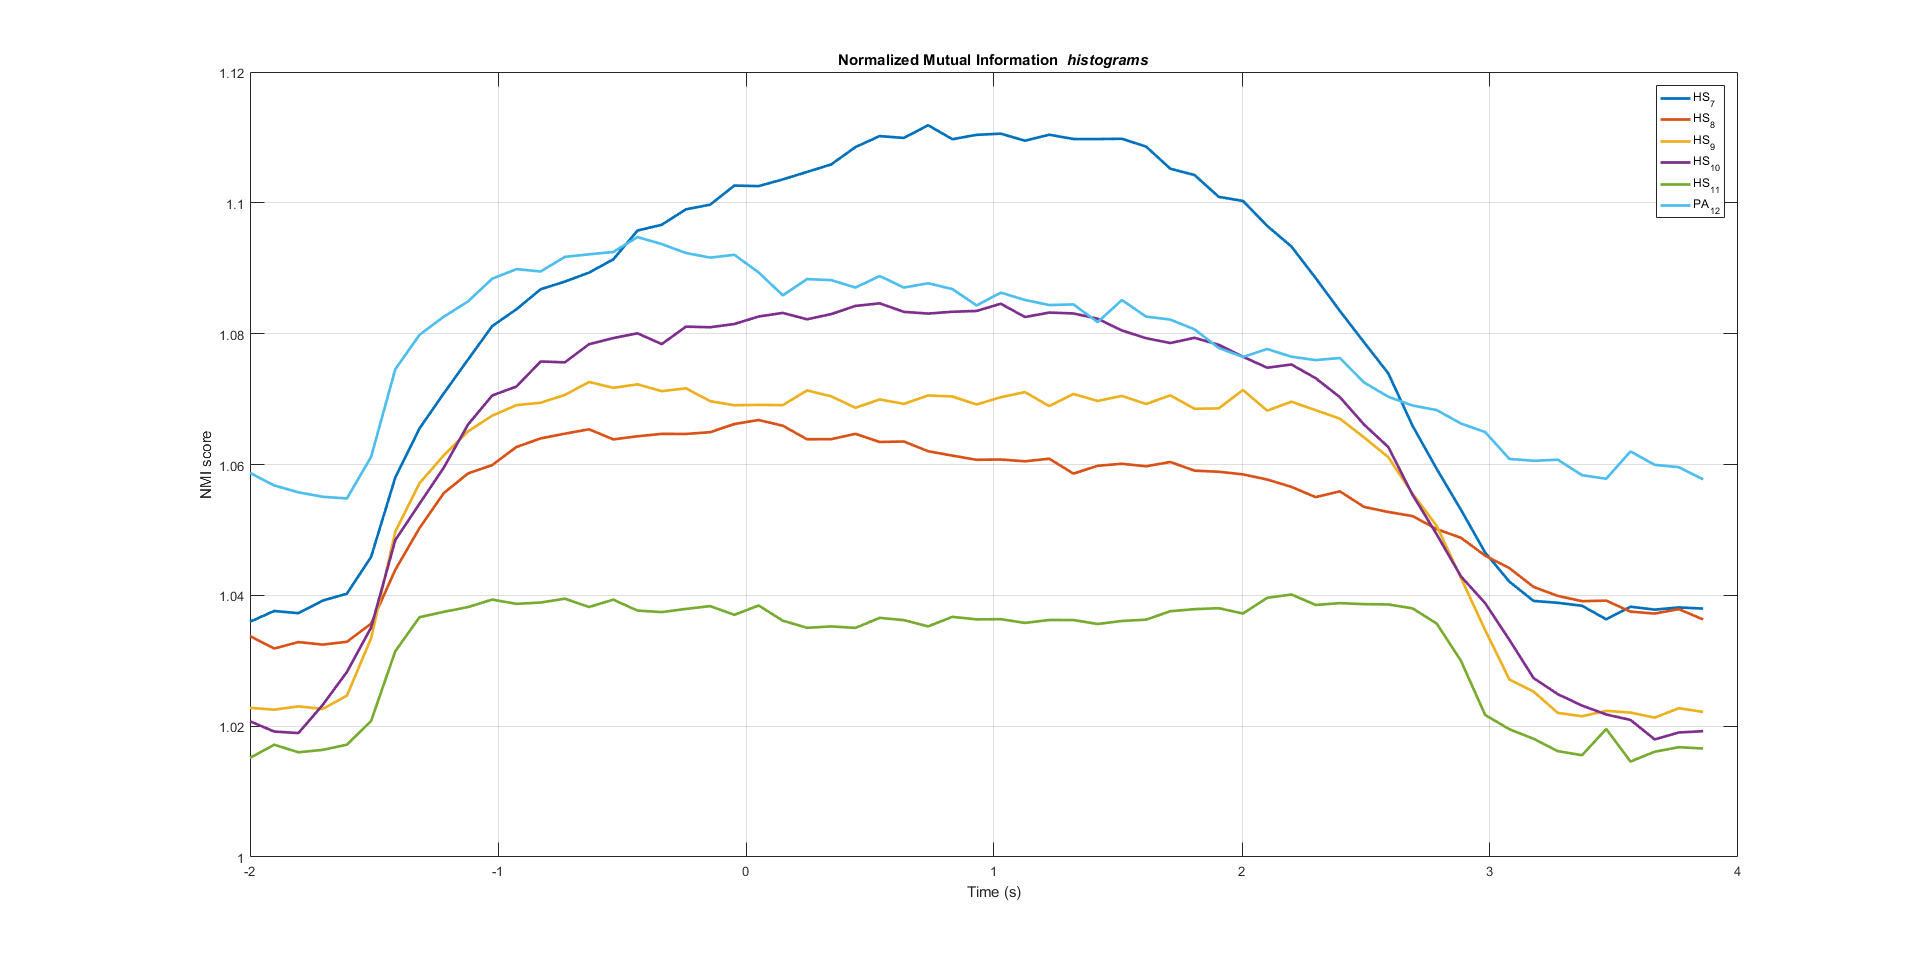 Normalized Mutual Information histograms
1.12
1.1
1.08
1.06
1.04
1.02
1
NMI score
-2 -1 0 1 2 3 4
Time (s)
HS7
HS8
HS9
HS10
HS11
PA12